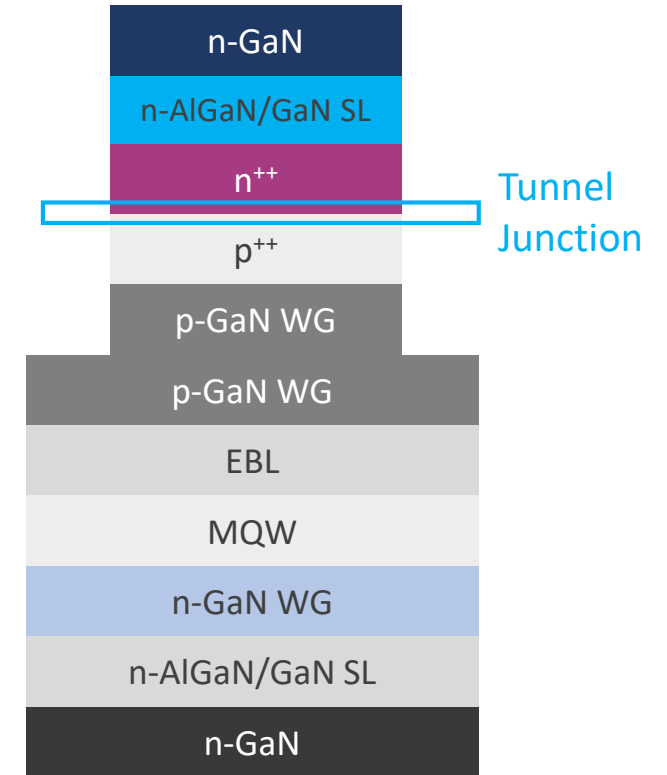 n-GaN
n-AlGaN/GaN SL
n⁺⁺
Tunnel
Junction
p⁺⁺
p-GaN WG
p-GaN WG
EBL
MQW
n-GaN WG
n-AlGaN/GaN SL
n-GaN